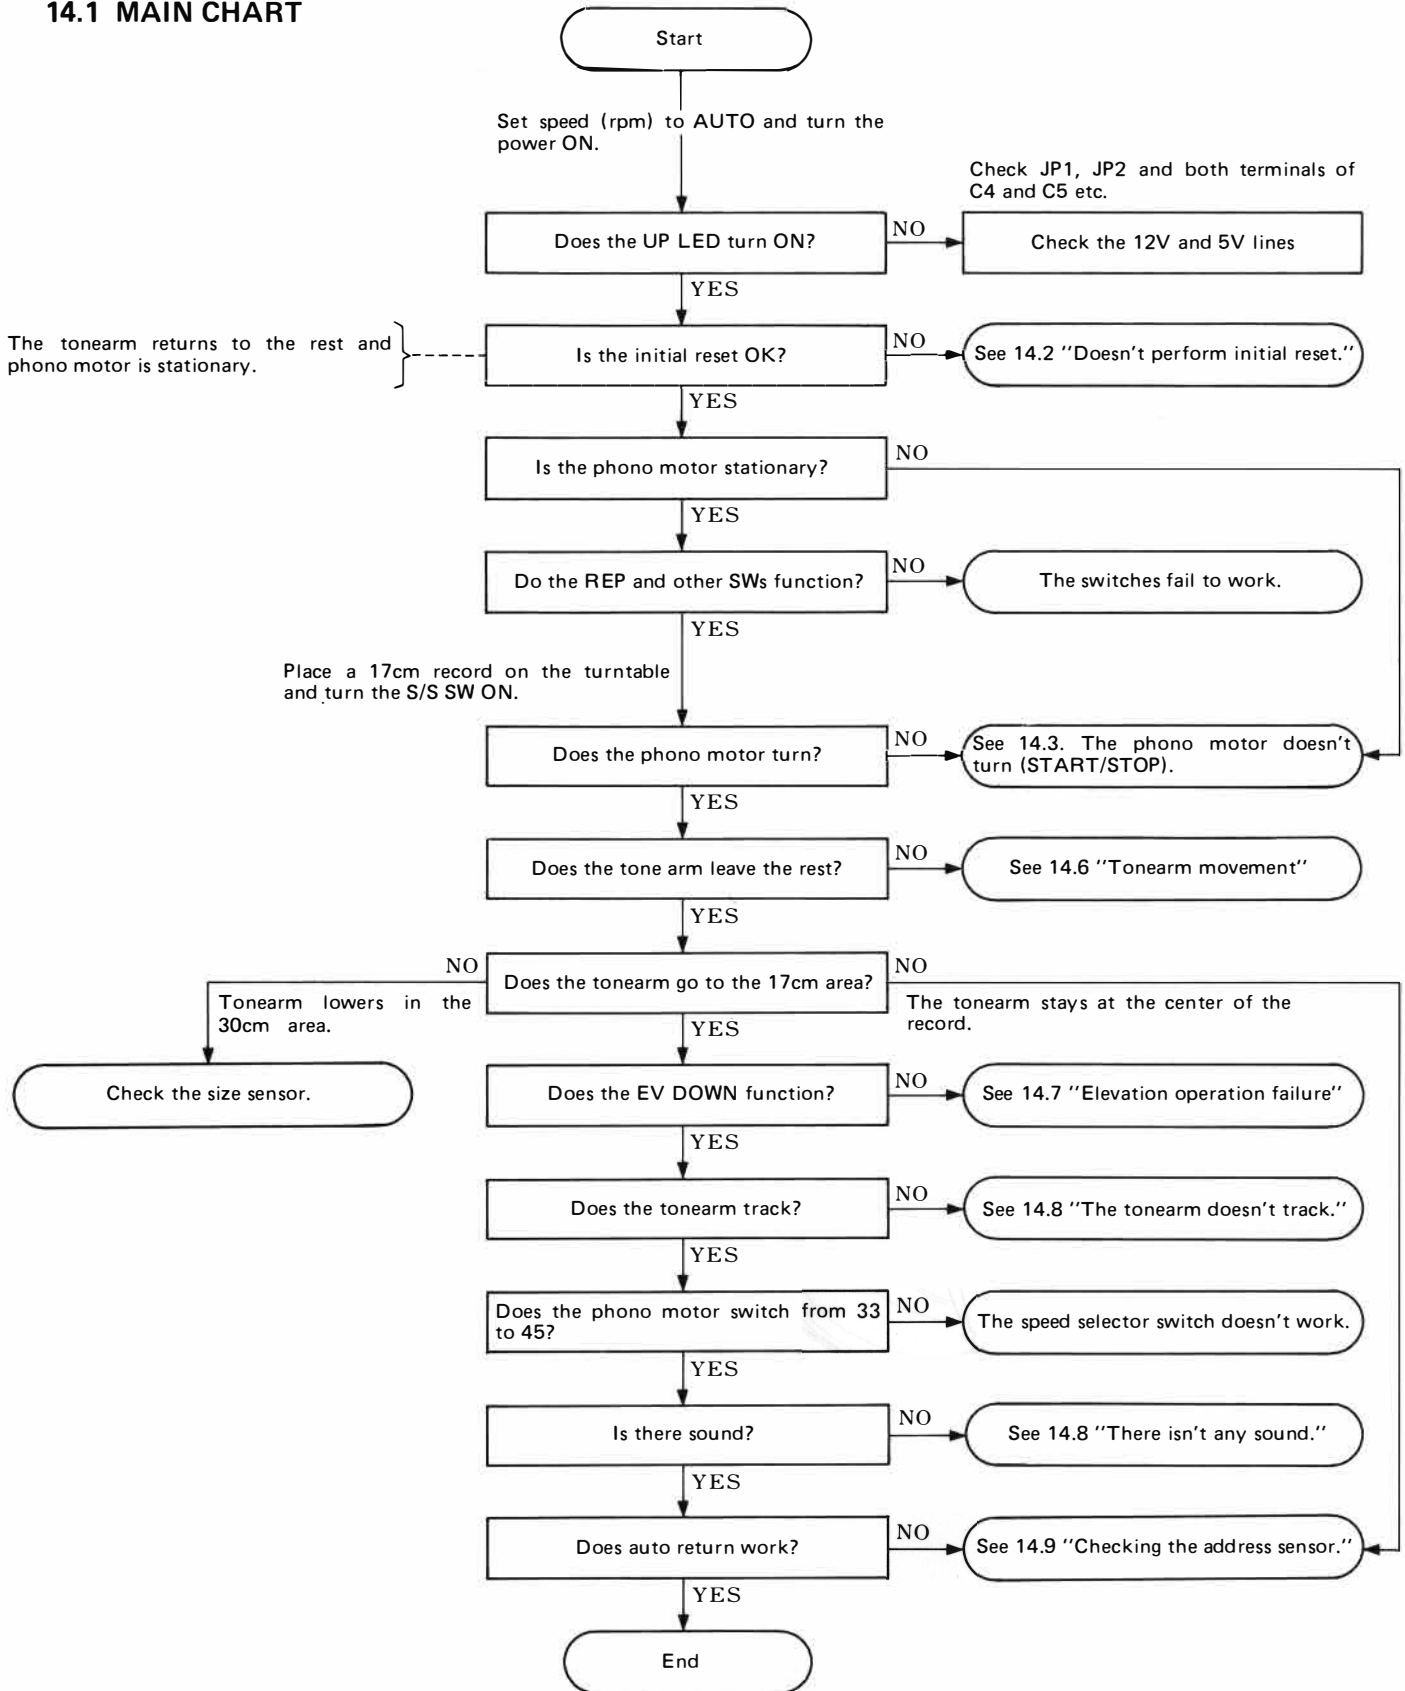 14.1 MAIN CHART
Start
Set speed (rpm) to AUTO and turn the
power ON.
Check JP1, JP2 and both terminals of
C4 and C5 etc.
Does the UP LED turn ON?
NO
Check the 12V and 5V lines
YES
The tonearm returns to the rest and
phono motor is stationary.
Is the initial reset OK?
NO
See 14.2 ''Doesn't perform initial reset.''
YES
Is the phono motor stationary?
NO
YES
Do the REP and other SWs function?
NO
The switches fail to work.
YES
Place a 17cm record on the turntable
and turn the S/S SW ON.
Does the phono motor turn?
NO
See 14.3. The phono motor doesn't
turn (START/STOP).
YES
Does the tone arm leave the rest?
NO
See 14.6 ''Tonearm movement''
YES
NO
Does the tonearm go to the 17cm area?
NO
Tonearm lowers in the
30cm area.
The tonearm stays at the center of the
record.
YES
Check the size sensor.
Does the EV DOWN function?
NO
See 14.7 ''Elevation operation failure''
YES
Does the tonearm track?
NO
See 14.8 ''The tonearm doesn't track.''
YES
Does the phono motor switch from 33
to 45?
NO
The speed selector switch doesn't work.
YES
Is there sound?
NO
See 14.8 ''There isn't any sound.''
YES
Does auto return work?
NO
See 14.9 ''Checking the address sensor.''
YES
End